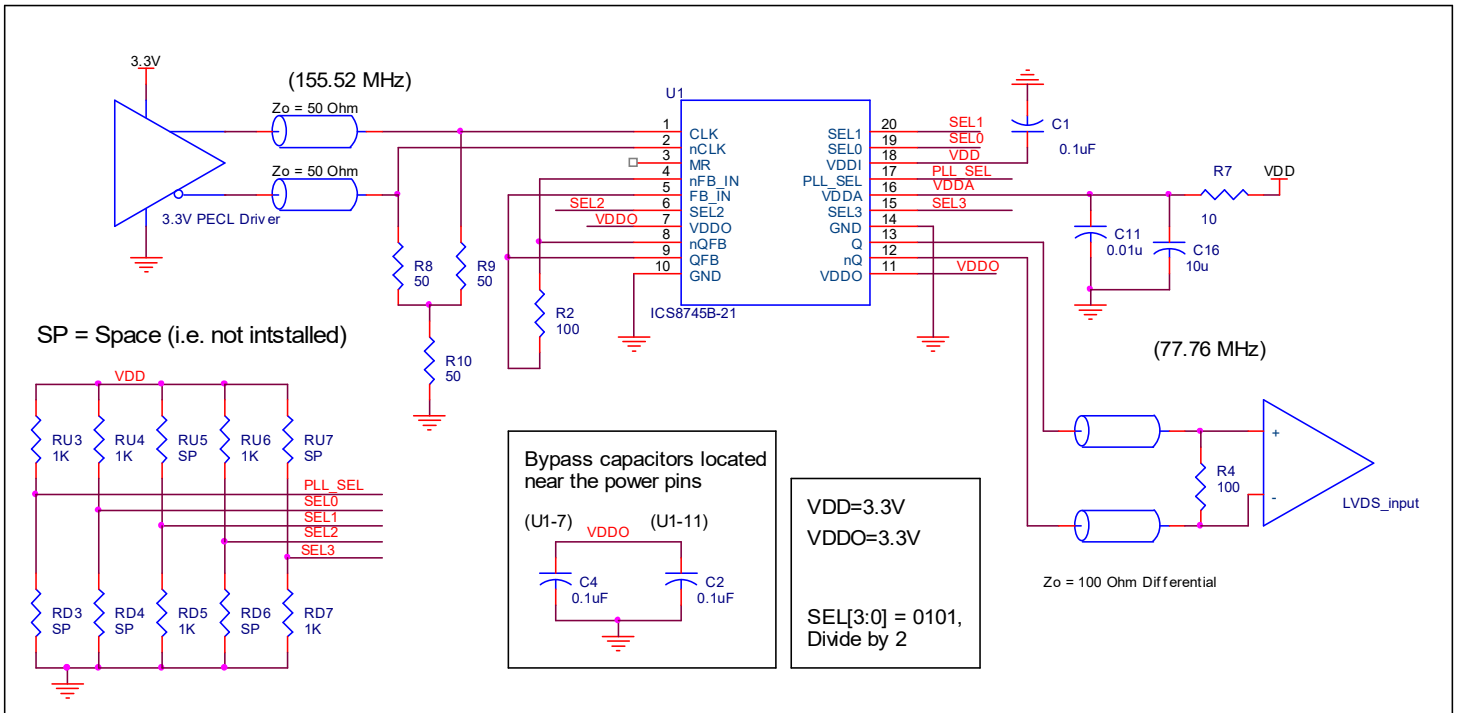 3.3V
(155.52 MHz)
Zo = 50 Ohm
Zo = 50 Ohm
3.3V PECL Driver
R8
50
R9
50
R10
50
U1
1 CLK
2 nCLK
3 MR
4 nFB_IN
5 FB_IN
SEL2 6 SEL2
VDDO 7 VDDO
8 nQFB
9 QFB
10 GND
SEL1 20 SEL1
SEL0 19 SEL0
VDDI 18 VDD
PLL_SEL 17 PLL_SEL
VDDA 16 VDDA
SEL3 15 SEL3
GND 14
Q 13
nQ 12
VDDO 11 VDDO
ICS8745B-21
R2
100
C1
0.1uF
R7
10
VDD
C11
0.01u
C16
10u
(77.76 MHz)
R4
100
+
-
LVDS_input
Zo = 100 Ohm Differential
SP = Space (i.e. not intstalled)
VDD
RU3
1K
RU4
1K
RU5
SP
RU6
1K
RU7
SP
PLL_SEL
SEL0
SEL1
SEL2
SEL3
RD3
SP
RD4
SP
RD5
1K
RD6
SP
RD7
1K
Bypass capacitors located
near the power pins
(U1-7) (U1-11)
VDDO
C4
0.1uF
C2
0.1uF
VDD=3.3V
VDDO=3.3V
SEL[3:0] = 0101,
Divide by 2